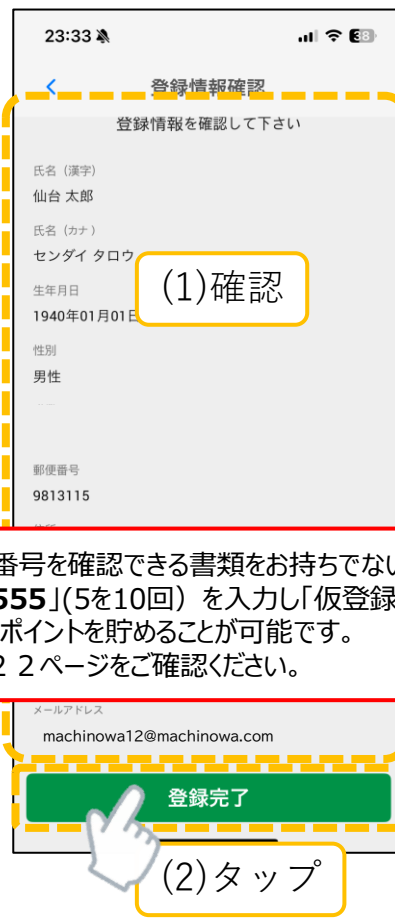 23:33
38
登録情報確認
登録情報を確認して下さい
氏名（漢字）
仙台 太郎
氏名（カナ）
センダイ タロウ
(1)確認
生年月日
1940年01月01日
性別
男性
郵便番号
9813115
番号を確認できる書類をお持ちでない
555」(5を10回）を入力し「仮登録
ポイントを貯めることが可能です。
２２ページをご確認ください。
メールアドレス
machinowa12@machinowa.com
登録完了
(2)タップ